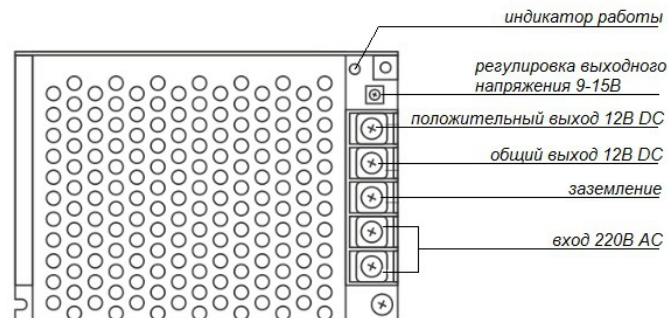 индикатор работы
регулировка выходного
напряжения 9-15В
положительный выход 12В DC
общий выход 12В DC
заземление
вход 220В AC